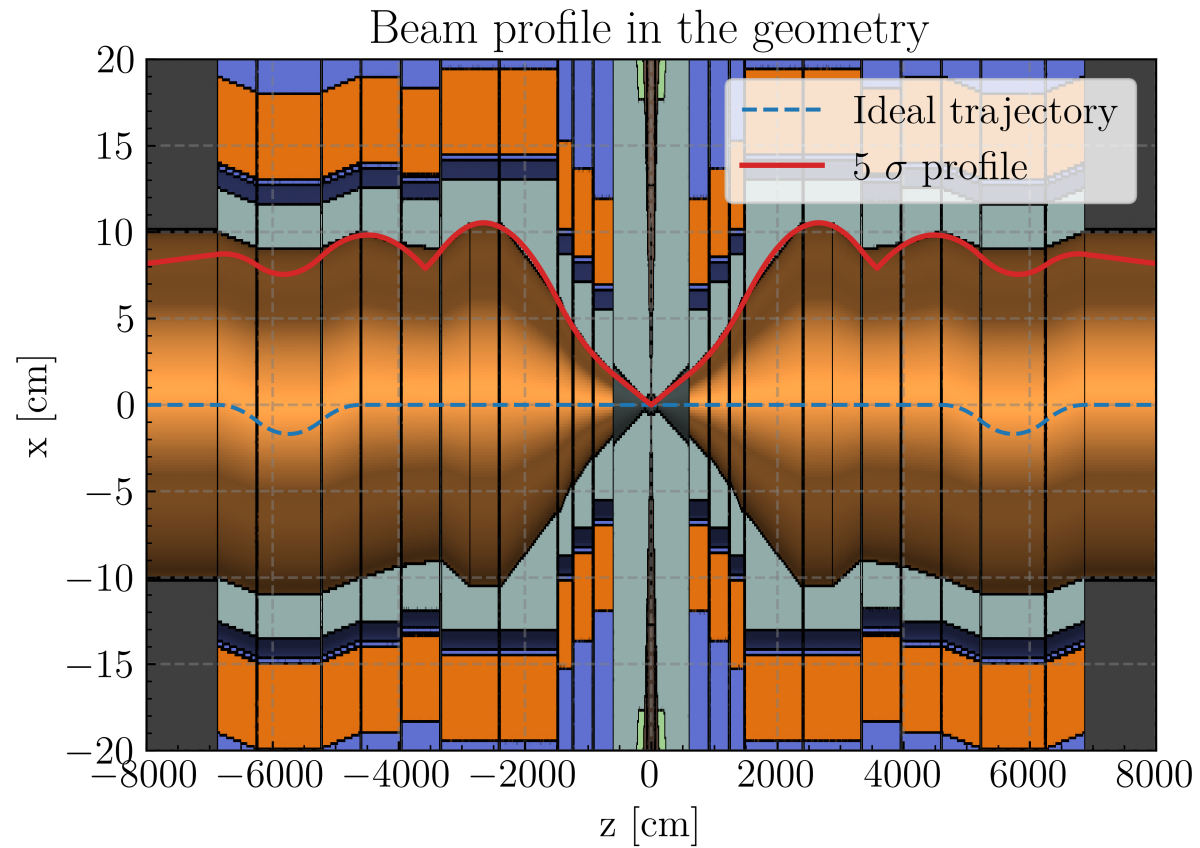 Beam profile in the geometry
20
15
10
5
0
−5
−10
−15
−20
x [cm]
Ideal trajectory
5 σ profile
−8000 −6000 −4000 −2000 0 2000 4000 6000 8000
z [cm]